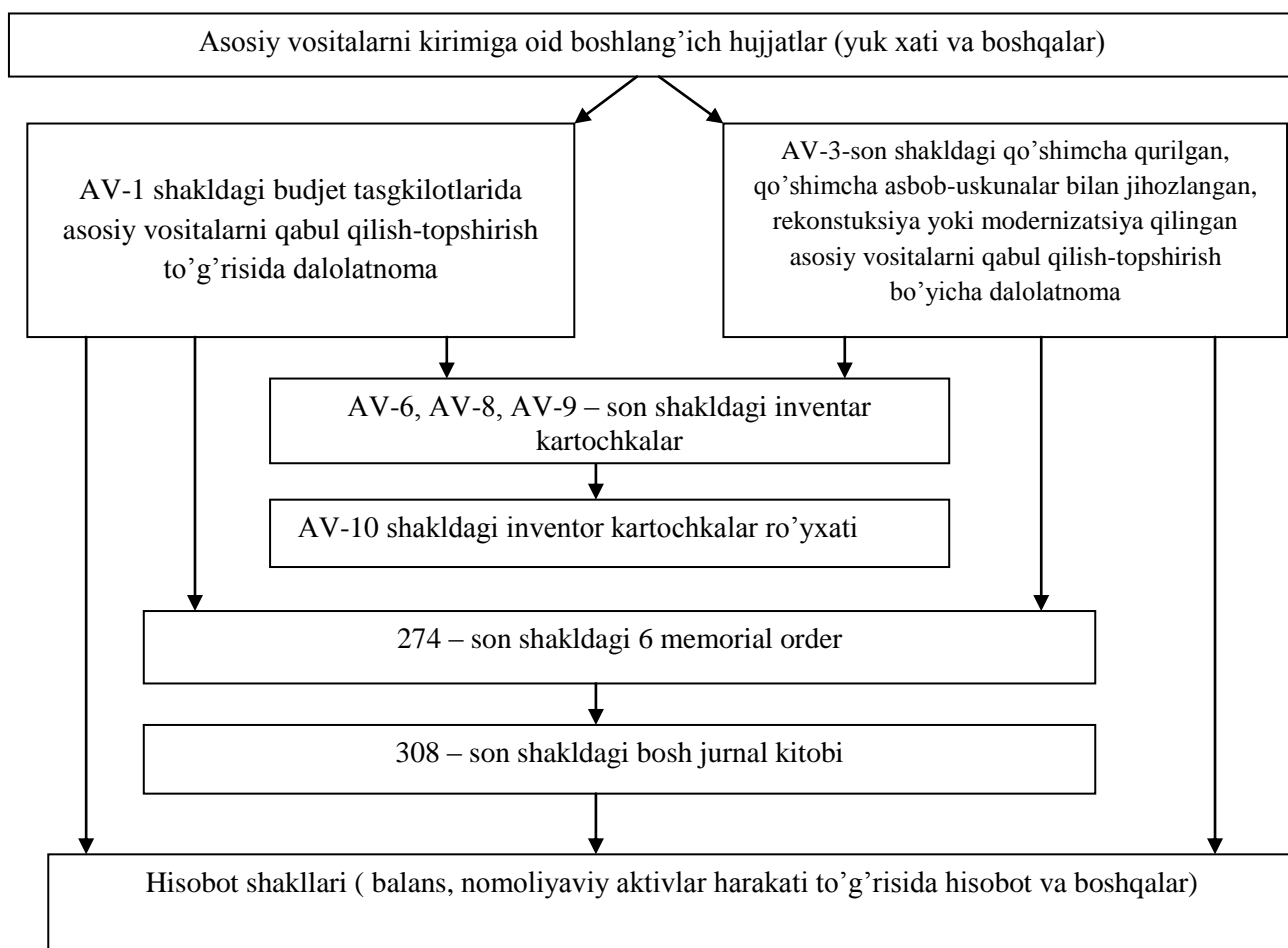 Asosiy vositalarni kirimiga oid boshlang’ich hujjatlar (yuk xati va boshqalar)
AV-1 shakldagi budjet tasgkilotlarida
asosiy vositalarni qabul qilish-topshirish
to’g’risida dalolatnoma
AV-3-son shakldagi qo’shimcha qurilgan,
qo’shimcha asbob-uskunalar bilan jihozlangan,
rekonstuksiya yoki modernizatsiya qilingan
asosiy vositalarni qabul qilish-topshirish
bo’yicha dalolatnoma
AV-6, AV-8, AV-9 – son shakldagi inventar
kartochkalar
AV-10 shakldagi inventor kartochkalar ro’yxati
274 – son shakldagi 6 memorial order
308 – son shakldagi bosh jurnal kitobi
Hisobot shakllari ( balans, nomoliyaviy aktivlar harakati to’g’risida hisobot va boshqalar)